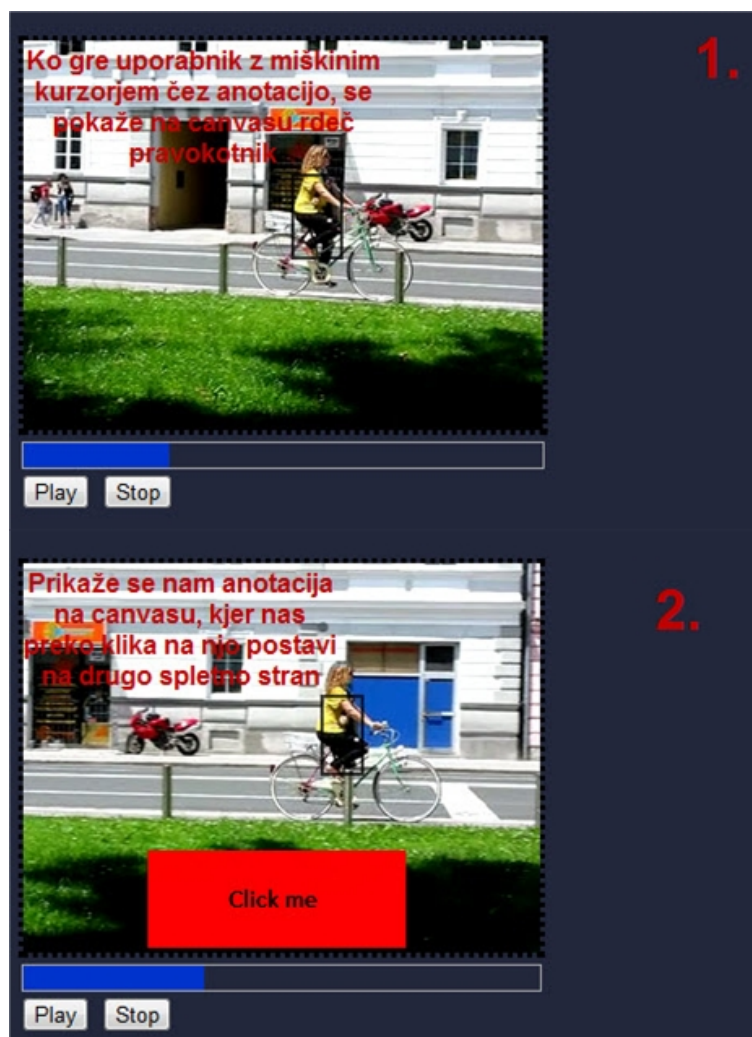 1.
Ko gre uporabnik z miškinim
kurzorjem čez anotacijo, se
pokaže na canvasu rdeč
pravokotnik
Play Stop
2.
Prikaže se nam anotacija
na canvasu, kjer nas
preko klika na njo postavi
na drugo spletno stran
Click me
Play Stop